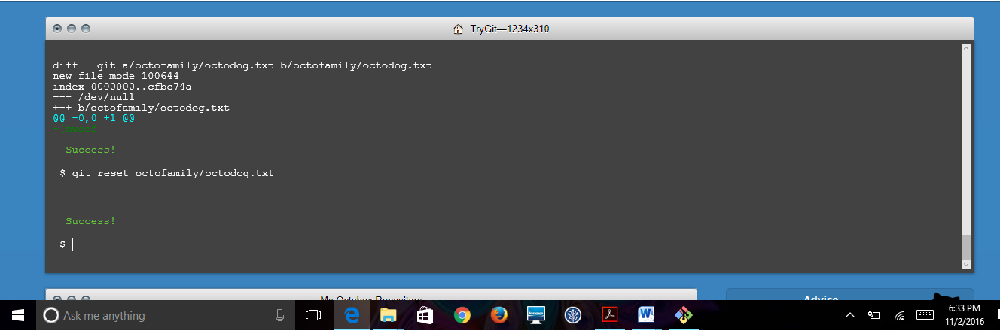 TryGit—1234x310
diff --git a/octofamily/octodog.txt b/octofamily/octodog.txt
new file mode 100644
index 0000000..cfbc74a
--- /dev/null
+++ b/octofamily/octodog.txt
@@ -0,0 +1 @@
Success!
$ git reset octofamily/octodog.txt
Success!
$
My Octobox Repository
Advice
Ask me anything
6:33 PM
11/2/2016